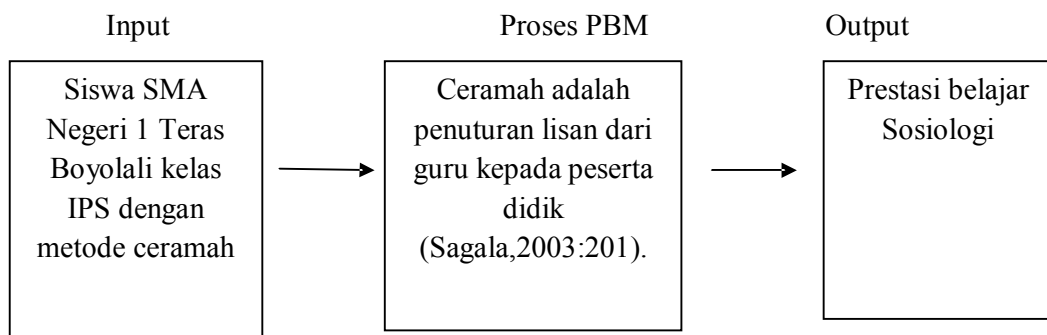 Input
Proses PBM
Output
Siswa SMA
Negeri 1 Teras
Boyolali kelas
IPS dengan
metode ceramah
Ceramah adalah
penuturan lisan dari
guru kepada peserta
didik
(Sagala,2003:201).
Prestasi belajar
Sosiologi